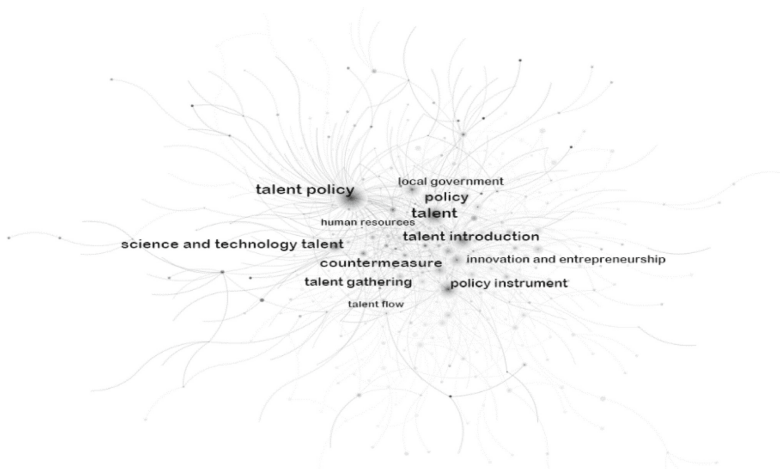 local government
talent policy
policy
talent
human resources
talent introduction
science and technology talent
innovation and entrepreneurship
countermeasure
talent gathering
policy instrument
talent flow